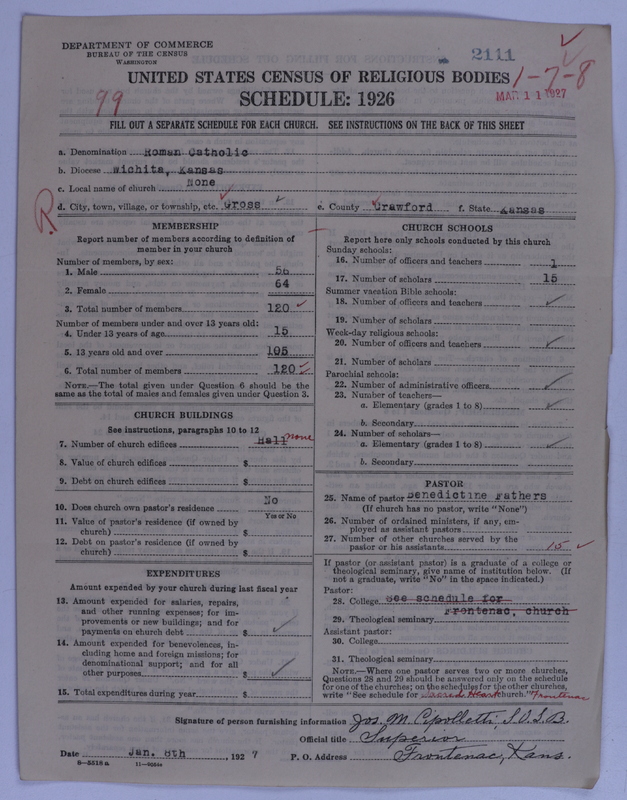 DEPARTMENT OF COMMERCE
BUREAU OF THE CENSUS
WASHINGTON
2111
1-7-8
UNITED STATES CENSUS OF RELIGIOUS BODIES
MAR 11 1927
99
SCHEDULE: 1926
FILL OUT A SEPARATE SCHEDULE FOR EACH CHURCH. SEE INSTRUCTIONS ON THE BACK OF THIS SHEET
a. Denomination Roman Catholic
b. Diocese Wichita, Kansas
c. Local name of church None
d. City, town, village, or township, etc. Gross e. County Crawford f. State Kansas
R.
MEMBERSHIP
Report number of members according to definition of
member in your church
Number of members, by sex:
1. Male 56
2. Female 64
3. Total number of members 120
Number of members under and over 13 years old:
4. Under 13 years of age 15
5. 13 years old and over 105
6. Total number of members 120
NOTE.—The total given under Question 6 should be the
same as the total of males and females given under Question 3.
CHURCH BUILDINGS
See instructions, paragraphs 10 to 12
7. Number of church edifices Hall none
8. Value of church edifices $
9. Debt on church edifices $
10. Does church own pastor's residence No
Yes or No
11. Value of pastor's residence (if owned by
church) $
12. Debt on pastor's residence (if owned by
church) $
EXPENDITURES
Amount expended by your church during last fiscal year
13. Amount expended for salaries, repairs,
and other running expenses; for im-
provements or new buildings; and for
payments on church debt $
14. Amount expended for benevolences, in-
cluding home and foreign missions; for
denominational support; and for all
other purposes $
15. Total expenditures during year $
CHURCH SCHOOLS
Report here only schools conducted by this church
Sunday schools:
16. Number of officers and teachers 1
17. Number of scholars 15
Summer vacation Bible schools:
18. Number of officers and teachers
19. Number of scholars
Week-day religious schools:
20. Number of officers and teachers
21. Number of scholars
Parochial schools:
22. Number of administrative officers
23. Number of teachers—
a. Elementary (grades 1 to 8)
b. Secondary
24. Number of scholars—
a. Elementary (grades 1 to 8)
b. Secondary
PASTOR
25. Name of pastor Benedictine Fathers
(If church has no pastor, write "None")
26. Number of ordained ministers, if any, em-
ployed as assistant pastors
27. Number of other churches served by the
pastor or his assistants 15
If pastor (or assistant pastor) is a graduate of a college or
theological seminary, give name of institution below. (If
not a graduate, write "No" in the space indicated.)
Pastor:
28. College See schedule for
Frontenac, church
29. Theological seminary
Assistant pastor:
30. College
31. Theological seminary
NOTE.—Where one pastor serves two or more churches,
Questions 28 and 29 should be answered only on the schedule
for one of the churches; on the schedules for the other churches,
write "See schedule for Sacred Heart church." Frontenac
Signature of person furnishing information Jos. M. Cipolletti, O.S.B.
Official title Superior
Date Jan. 8th, 1927 P. O. Address Frontenac, Kans.
8—5518 a